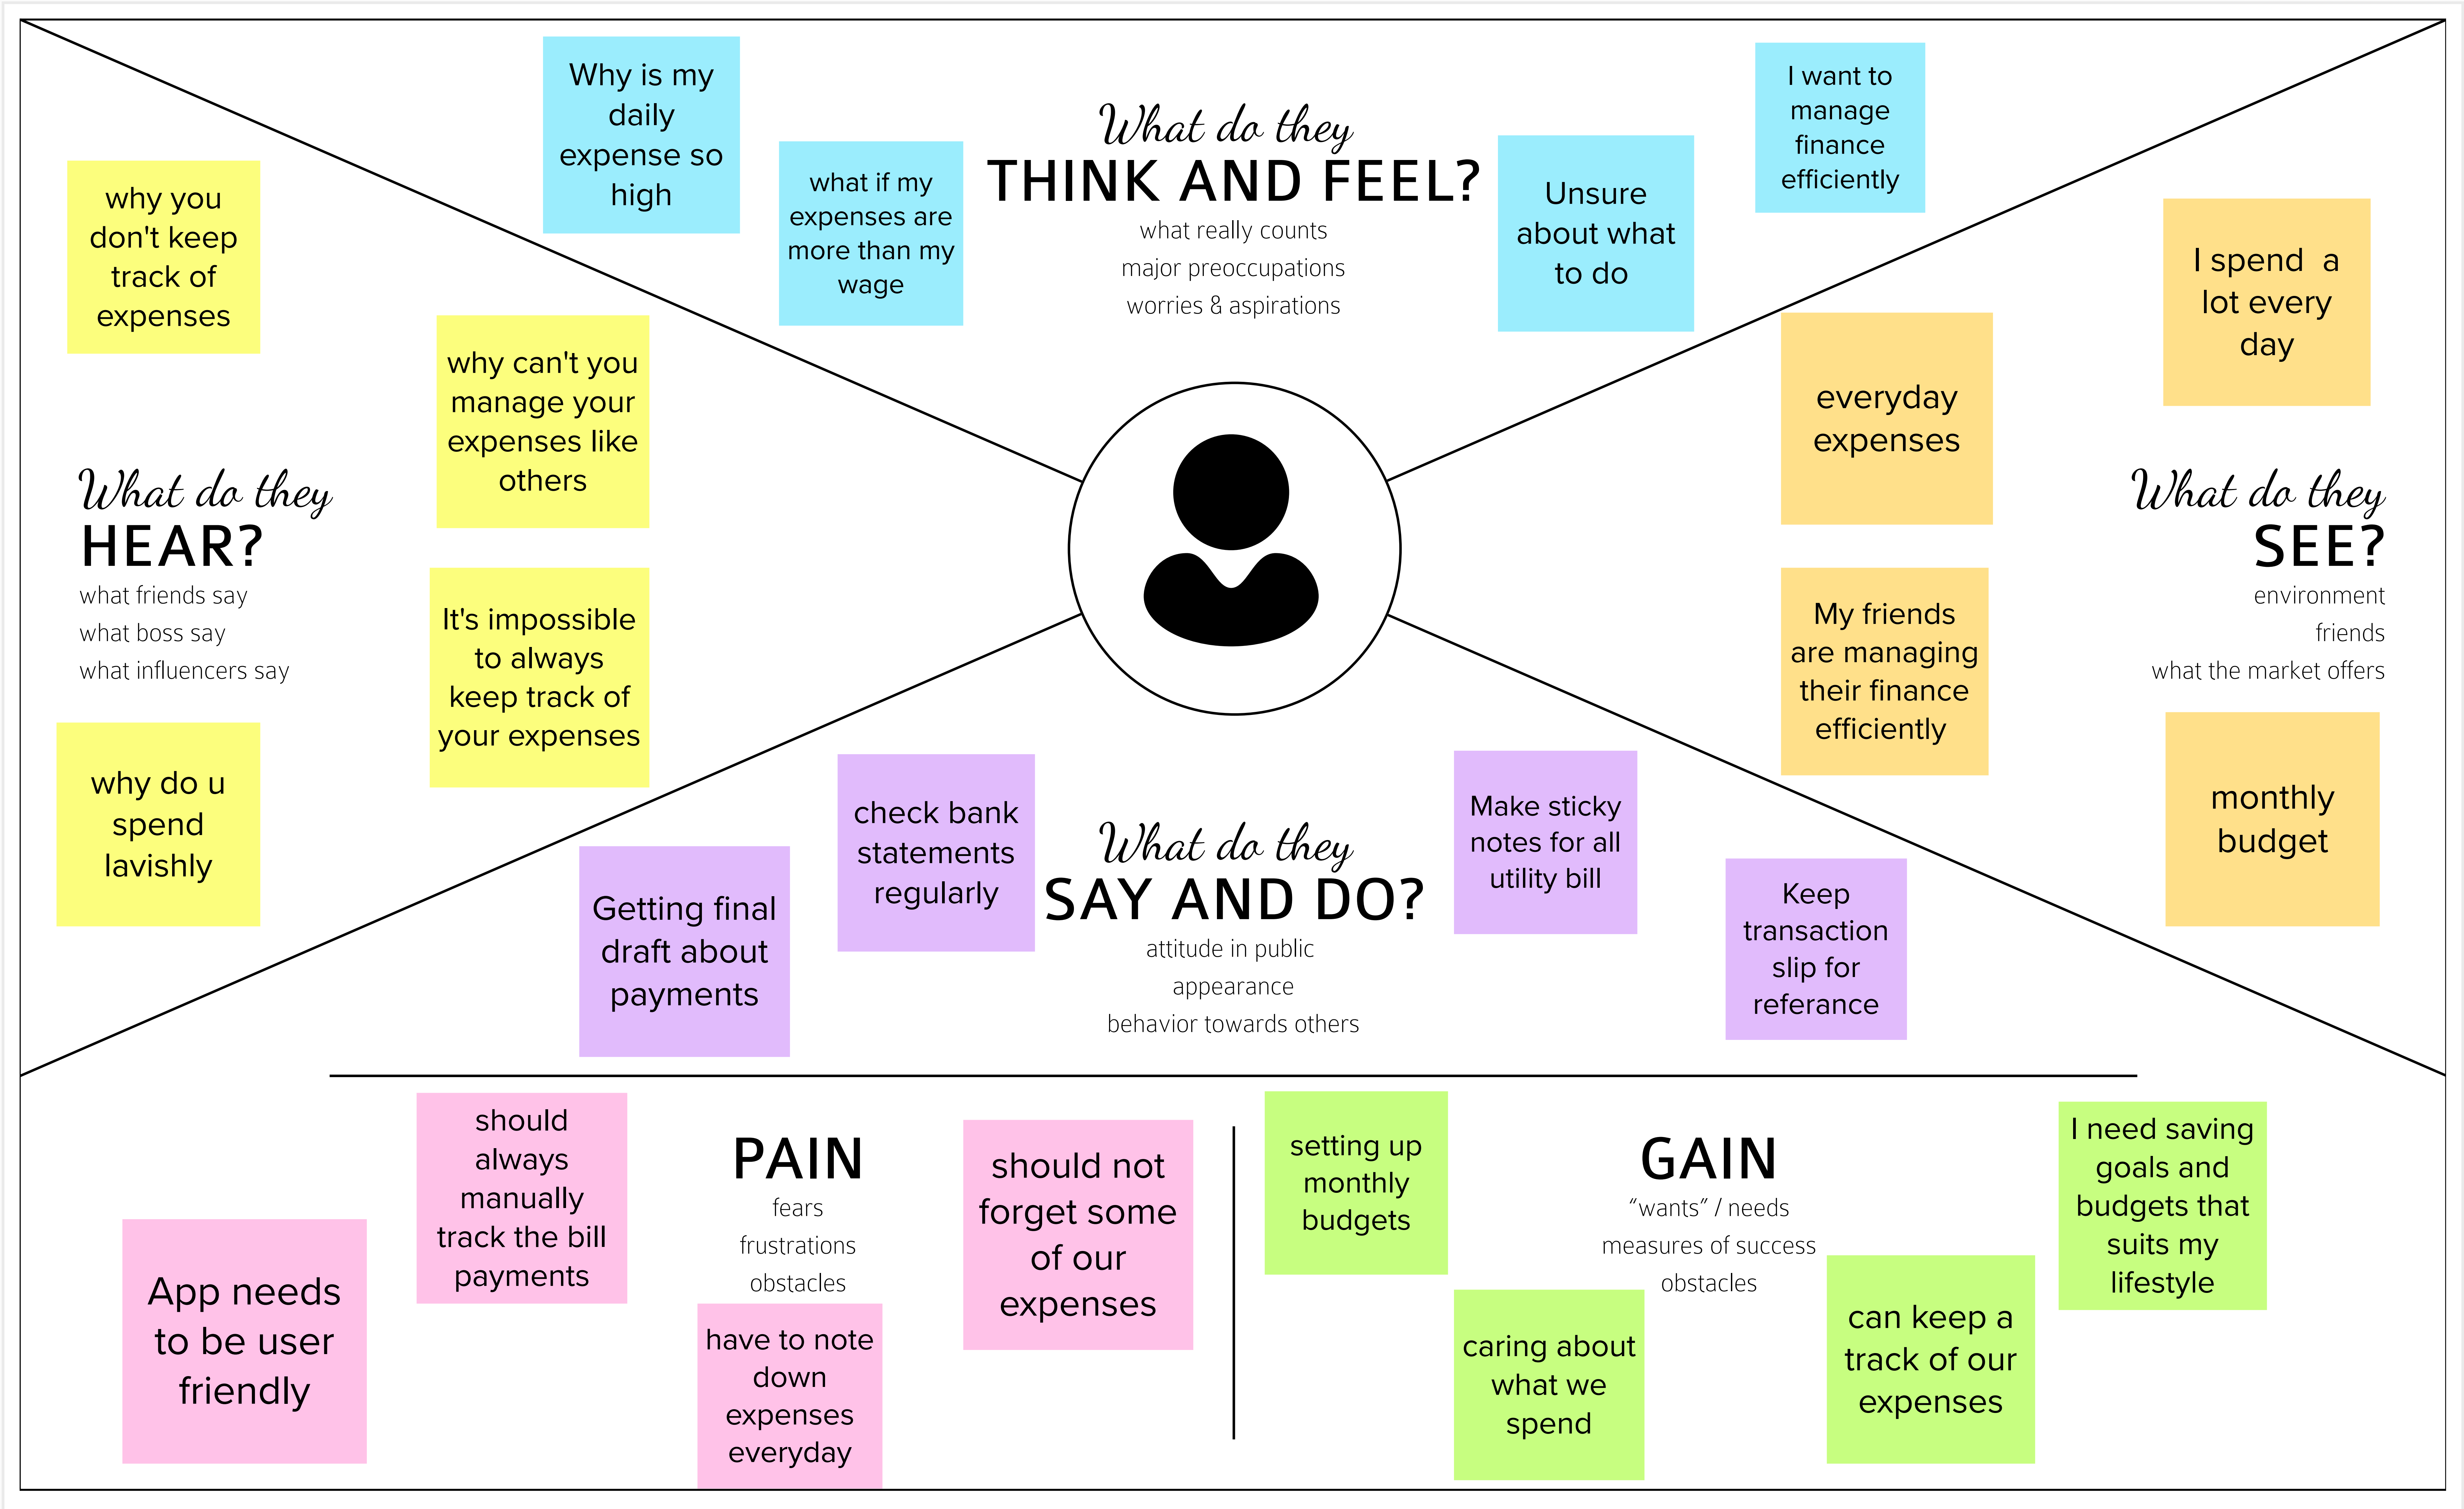 Why is my
daily
expense so
high
what if my
expenses are
more than my
wage
What do they
THINK AND FEEL?
what really counts
major preoccupations
worries & aspirations
Unsure
about what
to do
I want to
manage
finance
efficiently
why you
don't keep
track of
expenses
why can't you
manage your
expenses like
others
What do they
HEAR?
what friends say
what boss say
what influencers say
It's impossible
to always
keep track of
your expenses
why do u
spend
lavishly
I spend a
lot every
day
everyday
expenses
What do they
SEE?
environment
friends
what the market offers
My friends
are managing
their finance
efficiently
monthly
budget
Getting final
draft about
payments
check bank
statements
regularly
What do they
SAY AND DO?
attitude in public
appearance
behavior towards others
Make sticky
notes for all
utility bill
Keep
transaction
slip for
referance
App needs
to be user
friendly
should
always
manually
track the bill
payments
PAIN
fears
frustrations
obstacles
have to note
down
expenses
everyday
should not
forget some
of our
expenses
setting up
monthly
budgets
GAIN
“wants” / needs
measures of success
obstacles
caring about
what we
spend
can keep a
track of our
expenses
I need saving
goals and
budgets that
suits my
lifestyle